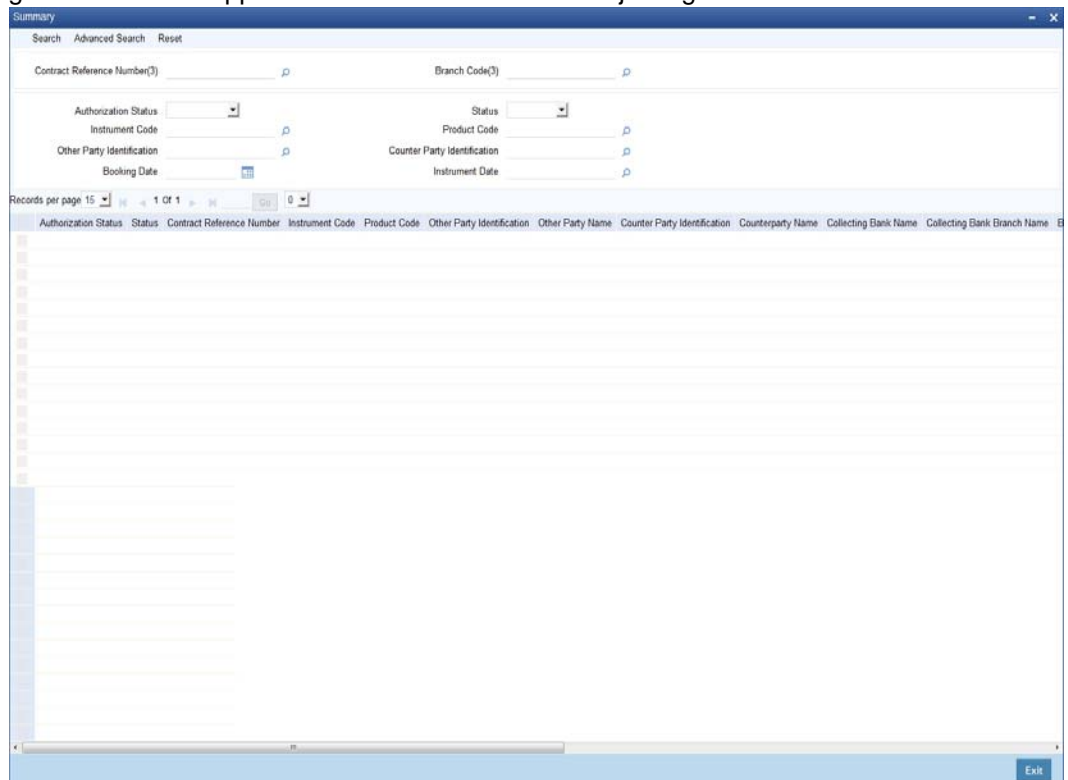 Summary
Search Advanced Search Reset
Contract Reference Number(3) Branch Code(3)
Authorization Status Status
Instrument Code Product Code
Other Party Identification Counter Party Identification
Booking Date Instrument Date
Records per page 15 1 Of 1 Go 0
Authorization Status Status Contract Reference Number Instrument Code Product Code Other Party Identification Other Party Name Counter Party Identification Counterparty Name Collecting Bank Name Collecting Bank Branch Name
Exit